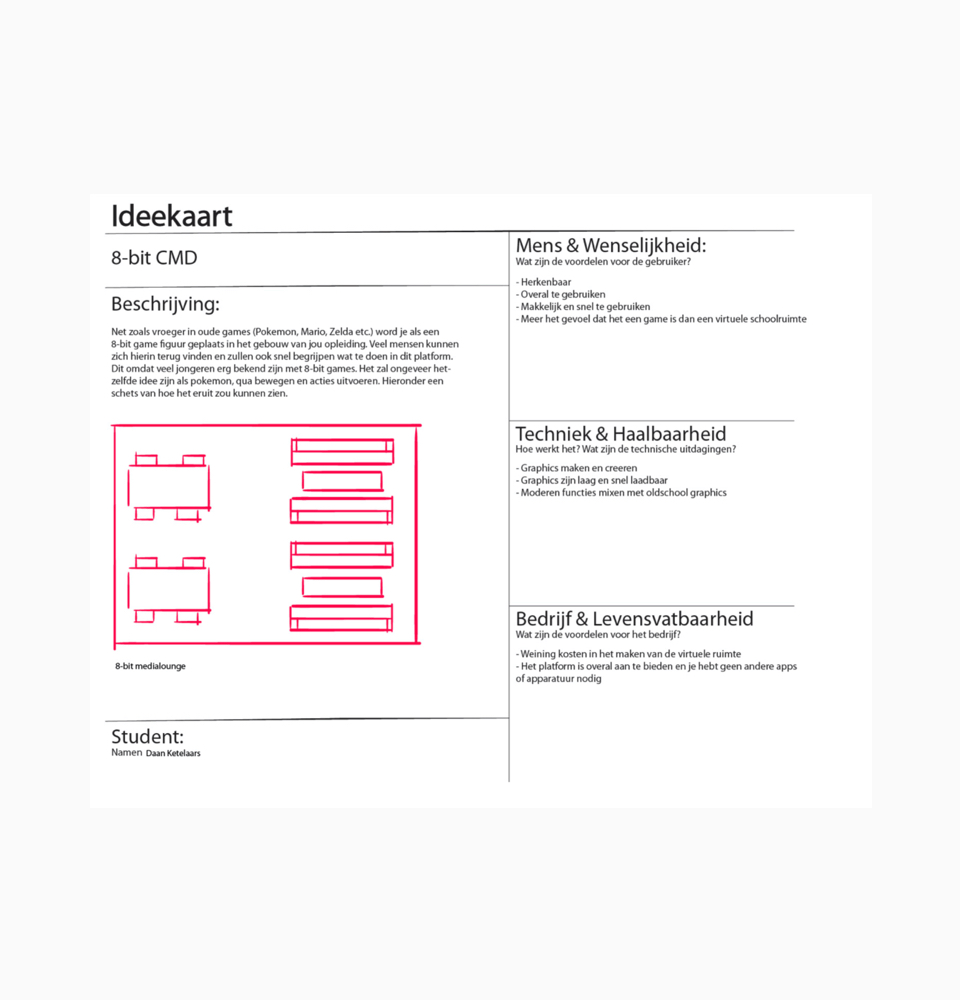 Ideekaart
8-bit CMD
Beschrijving:
Net zoals vroeger in oude games (Pokemon, Mario, Zelda etc.) word je als een
8-bit game figuur geplaats in het gebouw van jou opleiding. Veel mensen kunnen
zich hierin terug vinden en zullen ook snel begrijpen wat te doen in dit platform.
Dit omdat veel jongeren erg bekend zijn met 8-bit games. Het zal ongeveer het-
zelfde idee zijn als pokemon, qua bewegen en acties uitvoeren. Hieronder een
schets van hoe het eruit zou kunnen zien.
8-bit medialounge
Student:
Namen Daan Ketelaars
Mens & Wenselijkheid:
Wat zijn de voordelen voor de gebruiker?
- Herkenbaar
- Overal te gebruiken
- Makkelijk en snel te gebruiken
- Meer het gevoel dat het een game is dan een virtuele schoolruimte
Techniek & Haalbaarheid
Hoe werkt het? Wat zijn de technische uitdagingen?
- Graphics maken en creeren
- Graphics zijn laag en snel laadbaar
- Moderen functies mixen met oldschool graphics
Bedrijf & Levensvatbaarheid
Wat zijn de voordelen voor het bedrijf?
- Weining kosten in het maken van de virtuele ruimte
- Het platform is overal aan te bieden en je hebt geen andere apps
of apparatuur nodig